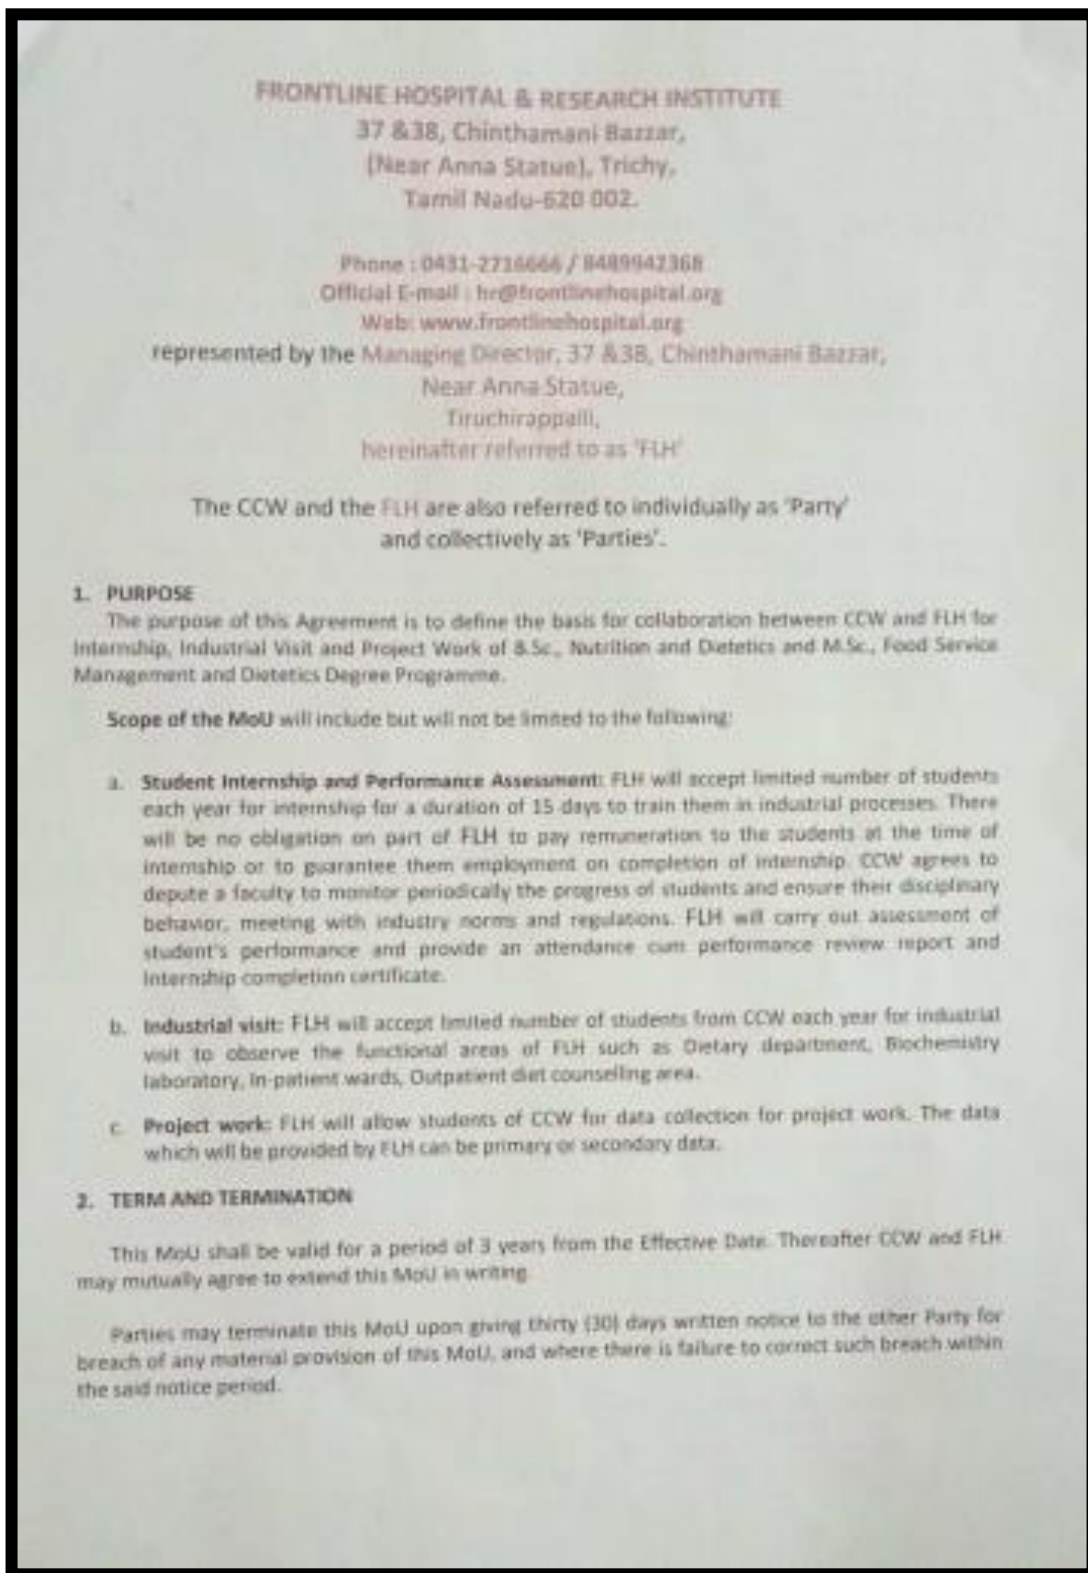 FRONTLINE HOSPITAL & RESEARCH INSTITUTE
37 &38, Chinthamani Bazzar,
(Near Anna Statue), Trichy,
Tamil Nadu-620 002.
Phone : 0431-2716666 / 8489942368
Official E-mail : hr@frontlinehospital.org
Web: www.frontlinehospital.org
represented by the Managing Director, 37 &38, Chinthamani Bazzar,
Near Anna Statue,
Tiruchirappalli,
hereinafter referred to as 'FLH'
The CCW and the FLH are also referred to individually as 'Party'
and collectively as 'Parties'.
1. PURPOSE
The purpose of this Agreement is to define the basis for collaboration between CCW and FLH for
Internship, Industrial Visit and Project Work of B.Sc., Nutrition and Dietetics and M.Sc., Food Service
Management and Dietetics Degree Programme.
Scope of the MoU will include but will not be limited to the following:
a. Student Internship and Performance Assessment: FLH will accept limited number of students
each year for internship for a duration of 15 days to train them in industrial processes. There
will be no obligation on part of FLH to pay remuneration to the students at the time of
internship or to guarantee them employment on completion of internship. CCW agrees to
depute a faculty to monitor periodically the progress of students and ensure their disciplinary
behavior, meeting with industry norms and regulations. FLH will carry out assessment of
student's performance and provide an attendance cum performance review report and
Internship completion certificate.
b. Industrial visit: FLH will accept limited number of students from CCW each year for industrial
visit to observe the functional areas of FLH such as Dietary department, Biochemistry
laboratory, In-patient wards, Outpatient diet counselling area.
c. Project work: FLH will allow students of CCW for data collection for project work. The data
which will be provided by FLH can be primary or secondary data.
2. TERM AND TERMINATION
This MoU shall be valid for a period of 3 years from the Effective Date. Thereafter CCW and FLH
may mutually agree to extend this MoU in writing.
Parties may terminate this MoU upon giving thirty (30) days written notice to the other Party for
breach of any material provision of this MoU, and where there is failure to correct such breach within
the said notice period.